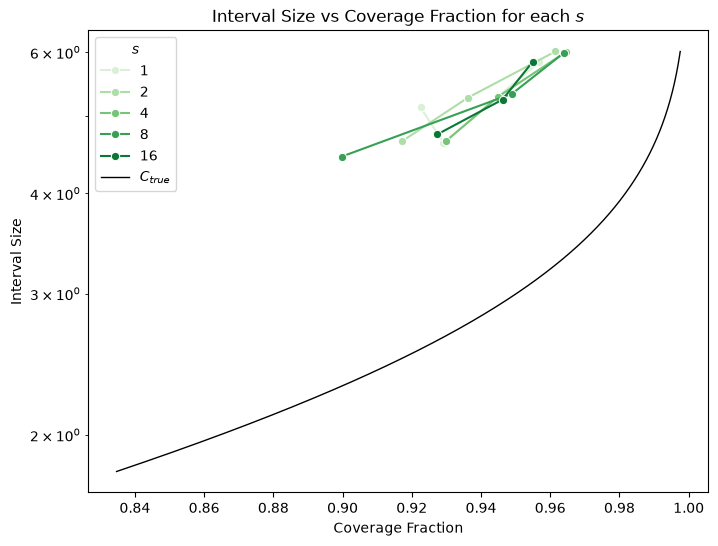 Interval Size vs Coverage Fraction for each s
6 × 10⁰
4 × 10⁰
3 × 10⁰
2 × 10⁰
Interval Size
s
1
2
4
8
16
C_true
0.84 0.86 0.88 0.90 0.92 0.94 0.96 0.98 1.00
Coverage Fraction